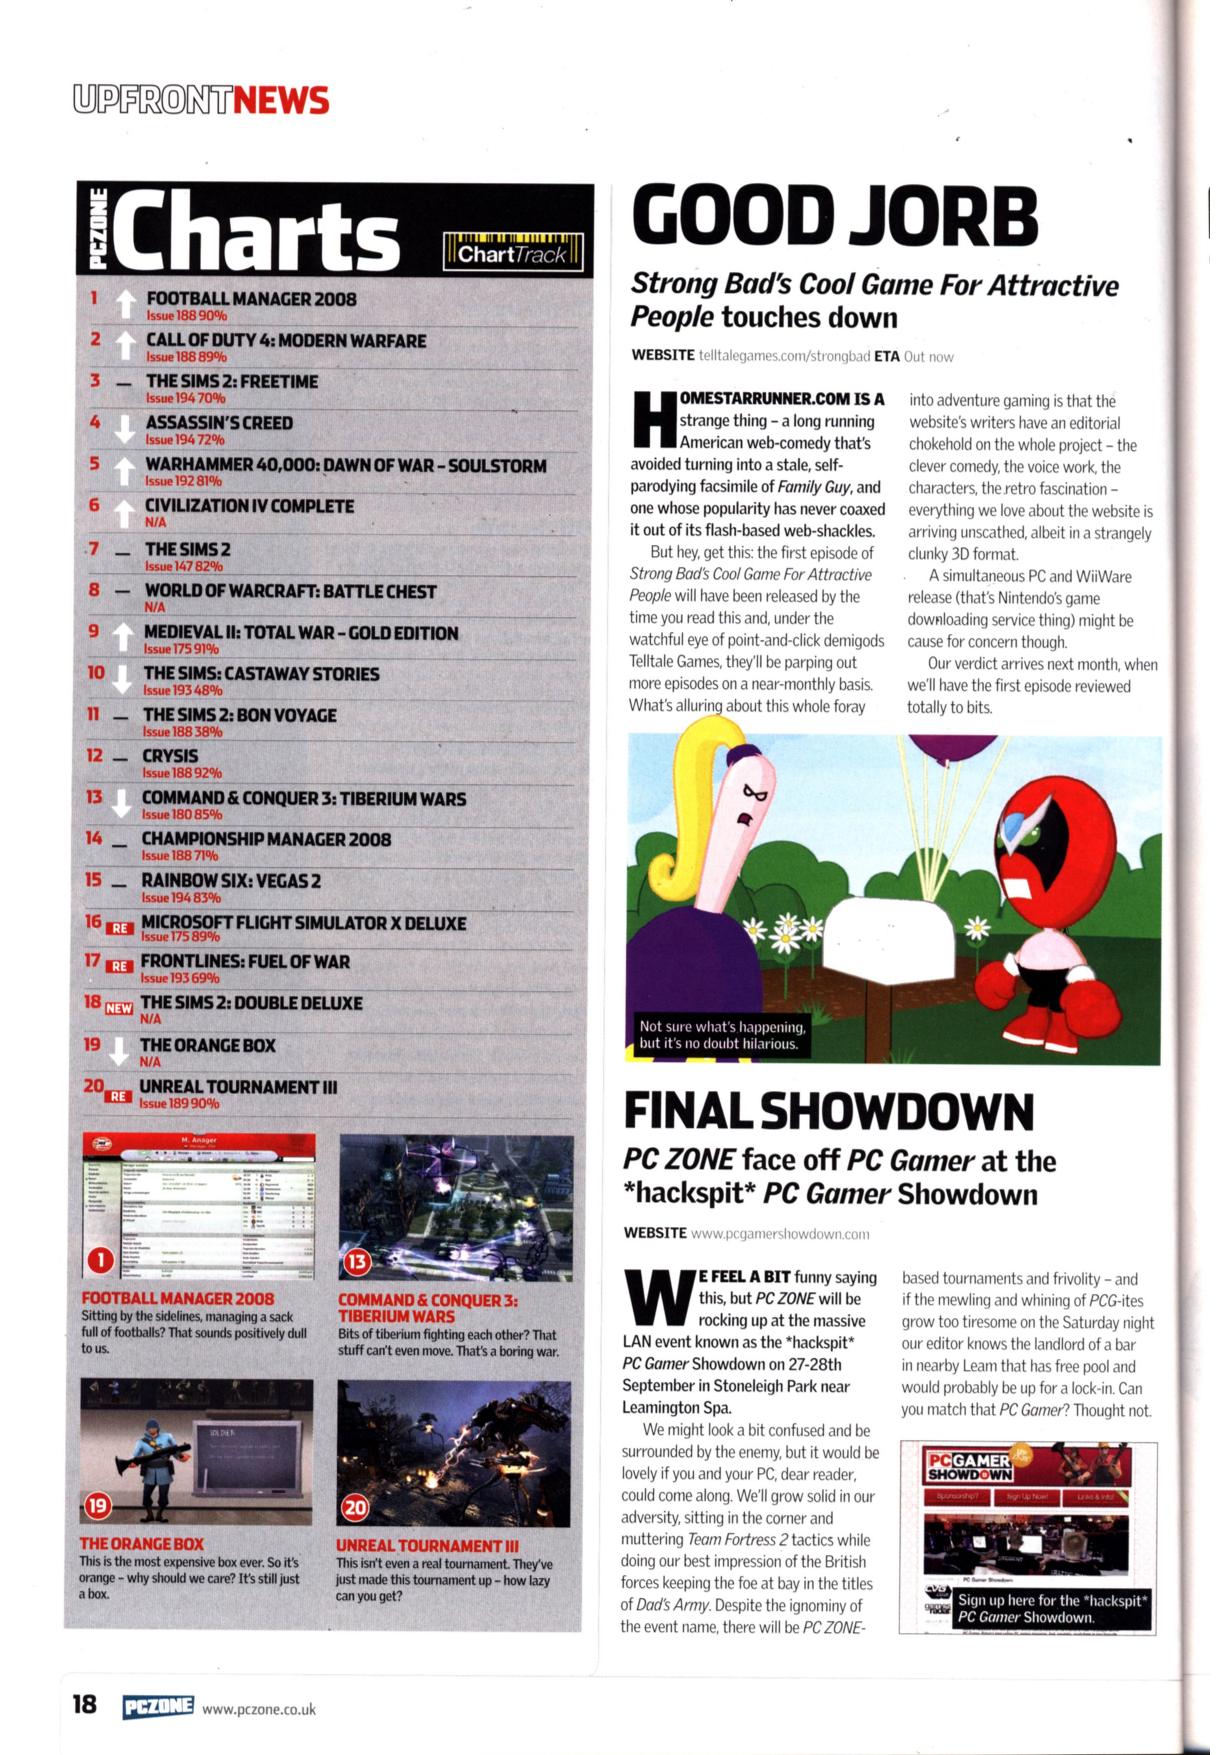 UPFRONTNEWS
PCZONE
Charts
ChartTrack
1 FOOTBALL MANAGER 2008
Issue 188 90%
2 CALL OF DUTY 4: MODERN WARFARE
Issue 188 89%
3 – THE SIMS 2: FREETIME
Issue 194 70%
4 ASSASSIN'S CREED
Issue 194 72%
5 WARHAMMER 40,000: DAWN OF WAR – SOULSTORM
Issue 192 81%
6 CIVILIZATION IV COMPLETE
N/A
7 – THE SIMS 2
Issue 147 82%
8 – WORLD OF WARCRAFT: BATTLE CHEST
N/A
9 MEDIEVAL II: TOTAL WAR – GOLD EDITION
Issue 175 91%
10 THE SIMS: CASTAWAY STORIES
Issue 193 48%
11 – THE SIMS 2: BON VOYAGE
Issue 188 38%
12 – CRYSIS
Issue 188 92%
13 COMMAND & CONQUER 3: TIBERIUM WARS
Issue 180 85%
14 – CHAMPIONSHIP MANAGER 2008
Issue 188 71%
15 – RAINBOW SIX: VEGAS 2
Issue 194 83%
16 RE MICROSOFT FLIGHT SIMULATOR X DELUXE
Issue 175 89%
17 RE FRONTLINES: FUEL OF WAR
Issue 193 69%
18 NEW THE SIMS 2: DOUBLE DELUXE
N/A
19 THE ORANGE BOX
N/A
20 RE UNREAL TOURNAMENT III
Issue 189 90%
M. Anager
1
FOOTBALL MANAGER 2008
Sitting by the sidelines, managing a sack
full of footballs? That sounds positively dull
to us.
13
COMMAND & CONQUER 3:
TIBERIUM WARS
Bits of tiberium fighting each other? That
stuff can't even move. That's a boring war.
SOLDIER
19
THE ORANGE BOX
This is the most expensive box ever. So it's
orange – why should we care? It's still just
a box.
20
UNREAL TOURNAMENT III
This isn't even a real tournament. They've
just made this tournament up – how lazy
can you get?
GOOD JORB
Strong Bad's Cool Game For Attractive
People touches down
WEBSITE telltalegames.com/strongbad ETA Out now
HOMESTARRUNNER.COM IS A
strange thing – a long running
American web-comedy that's
avoided turning into a stale, self-
parodying facsimile of Family Guy, and
one whose popularity has never coaxed
it out of its flash-based web-shackles.
But hey, get this: the first episode of
Strong Bad's Cool Game For Attractive
People will have been released by the
time you read this and, under the
watchful eye of point-and-click demigods
Telltale Games, they'll be parping out
more episodes on a near-monthly basis.
What's alluring about this whole foray
into adventure gaming is that the
website's writers have an editorial
chokehold on the whole project – the
clever comedy, the voice work, the
characters, the retro fascination –
everything we love about the website is
arriving unscathed, albeit in a strangely
clunky 3D format.
A simultaneous PC and WiiWare
release (that's Nintendo's game
downloading service thing) might be
cause for concern though.
Our verdict arrives next month, when
we'll have the first episode reviewed
totally to bits.
Not sure what's happening,
but it's no doubt hilarious.
FINAL SHOWDOWN
PC ZONE face off PC Gamer at the
*hackspit* PC Gamer Showdown
WEBSITE www.pcgamershowdown.com
WE FEEL A BIT funny saying
this, but PC ZONE will be
rocking up at the massive
LAN event known as the *hackspit*
PC Gamer Showdown on 27-28th
September in Stoneleigh Park near
Leamington Spa.
We might look a bit confused and be
surrounded by the enemy, but it would be
lovely if you and your PC, dear reader,
could come along. We'll grow solid in our
adversity, sitting in the corner and
muttering Team Fortress 2 tactics while
doing our best impression of the British
forces keeping the foe at bay in the titles
of Dad's Army. Despite the ignominy of
the event name, there will be PC ZONE-
based tournaments and frivolity – and
if the mewling and whining of PCG-ites
grow too tiresome on the Saturday night
our editor knows the landlord of a bar
in nearby Leam that has free pool and
would probably be up for a lock-in. Can
you match that PC Gamer? Thought not.
PCGAMER
SHOWDOWN
Sponsorship? Sign Up Now! Links & Info!
PC Gamer Showdown
CVG
games radar
Sign up here for the *hackspit*
PC Gamer Showdown.
18 PCZONE www.pczone.co.uk